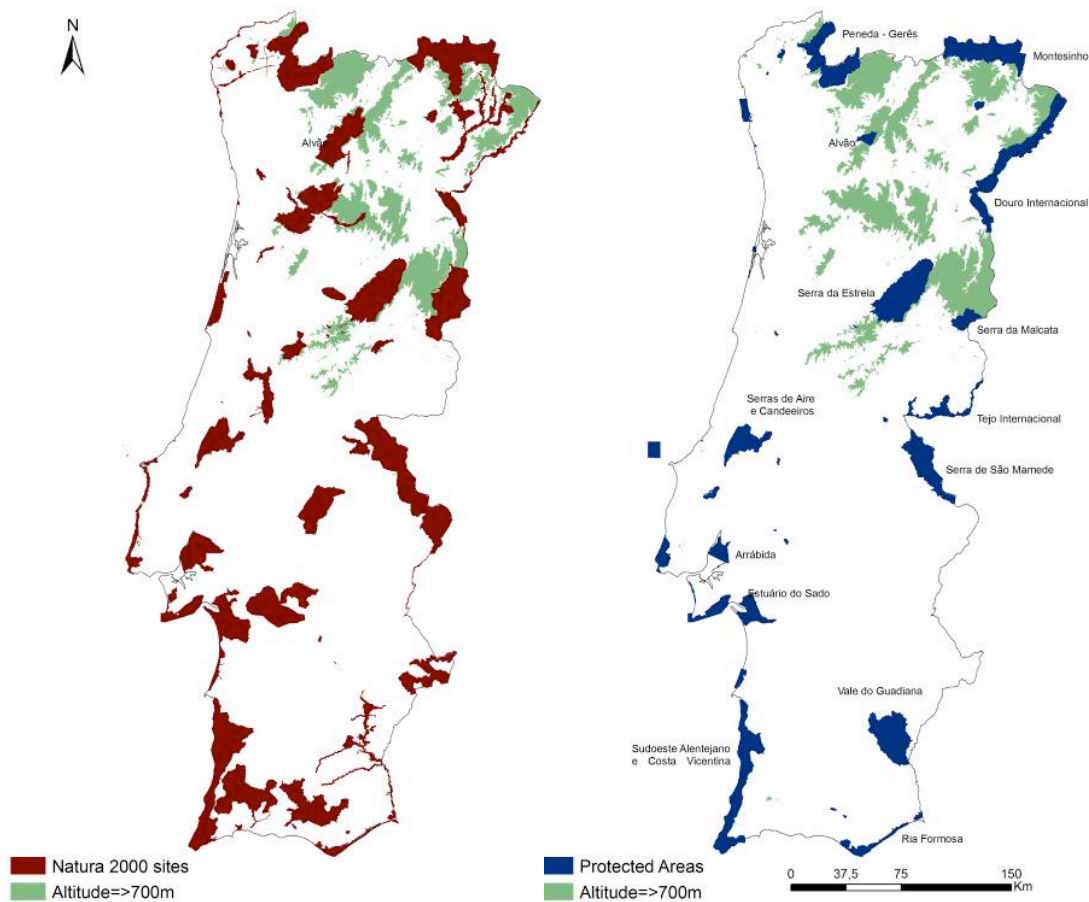 N
Alvão
Natura 2000 sites
Altitude=>700m
Peneda - Gerês
Montesinho
Alvão
Douro Internacional
Serra da Estrela
Serra da Malcata
Serras de Aire
e Candeeiros
Tejo Internacional
Serra de São Mamede
Arrábida
Estuário do Sado
Vale do Guadiana
Sudoeste Alentejano
e Costa Vicentina
Ria Formosa
Protected Areas
Altitude=>700m
0 37,5 75 150
Km